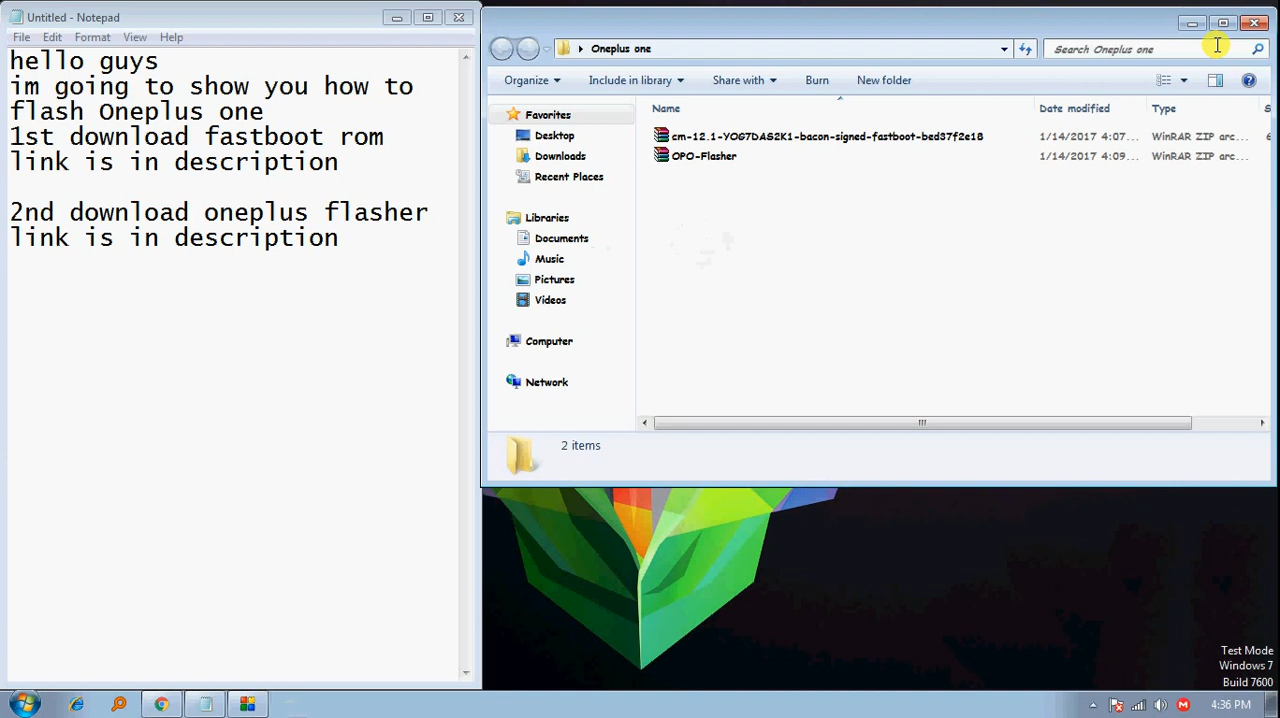 Untitled - Notepad
File Edit Format View Help
hello guys
im going to show you how to
flash Oneplus one
1st download fastboot rom
link is in description
2nd download oneplus flasher
link is in description
Oneplus one
Search Oneplus one
Organize Include in library Share with Burn New folder
Favorites
Desktop
Downloads
Recent Places
Libraries
Documents
Music
Pictures
Videos
Computer
Network
Name Date modified Type
cm-12.1-YOG7DAS2K1-bacon-signed-fastboot-bed37f2e18 1/14/2017 4:07... WinRAR ZIP arc...
OPO-Flasher 1/14/2017 4:09... WinRAR ZIP arc...
2 items
Test Mode
Windows 7
Build 7600
4:36 PM